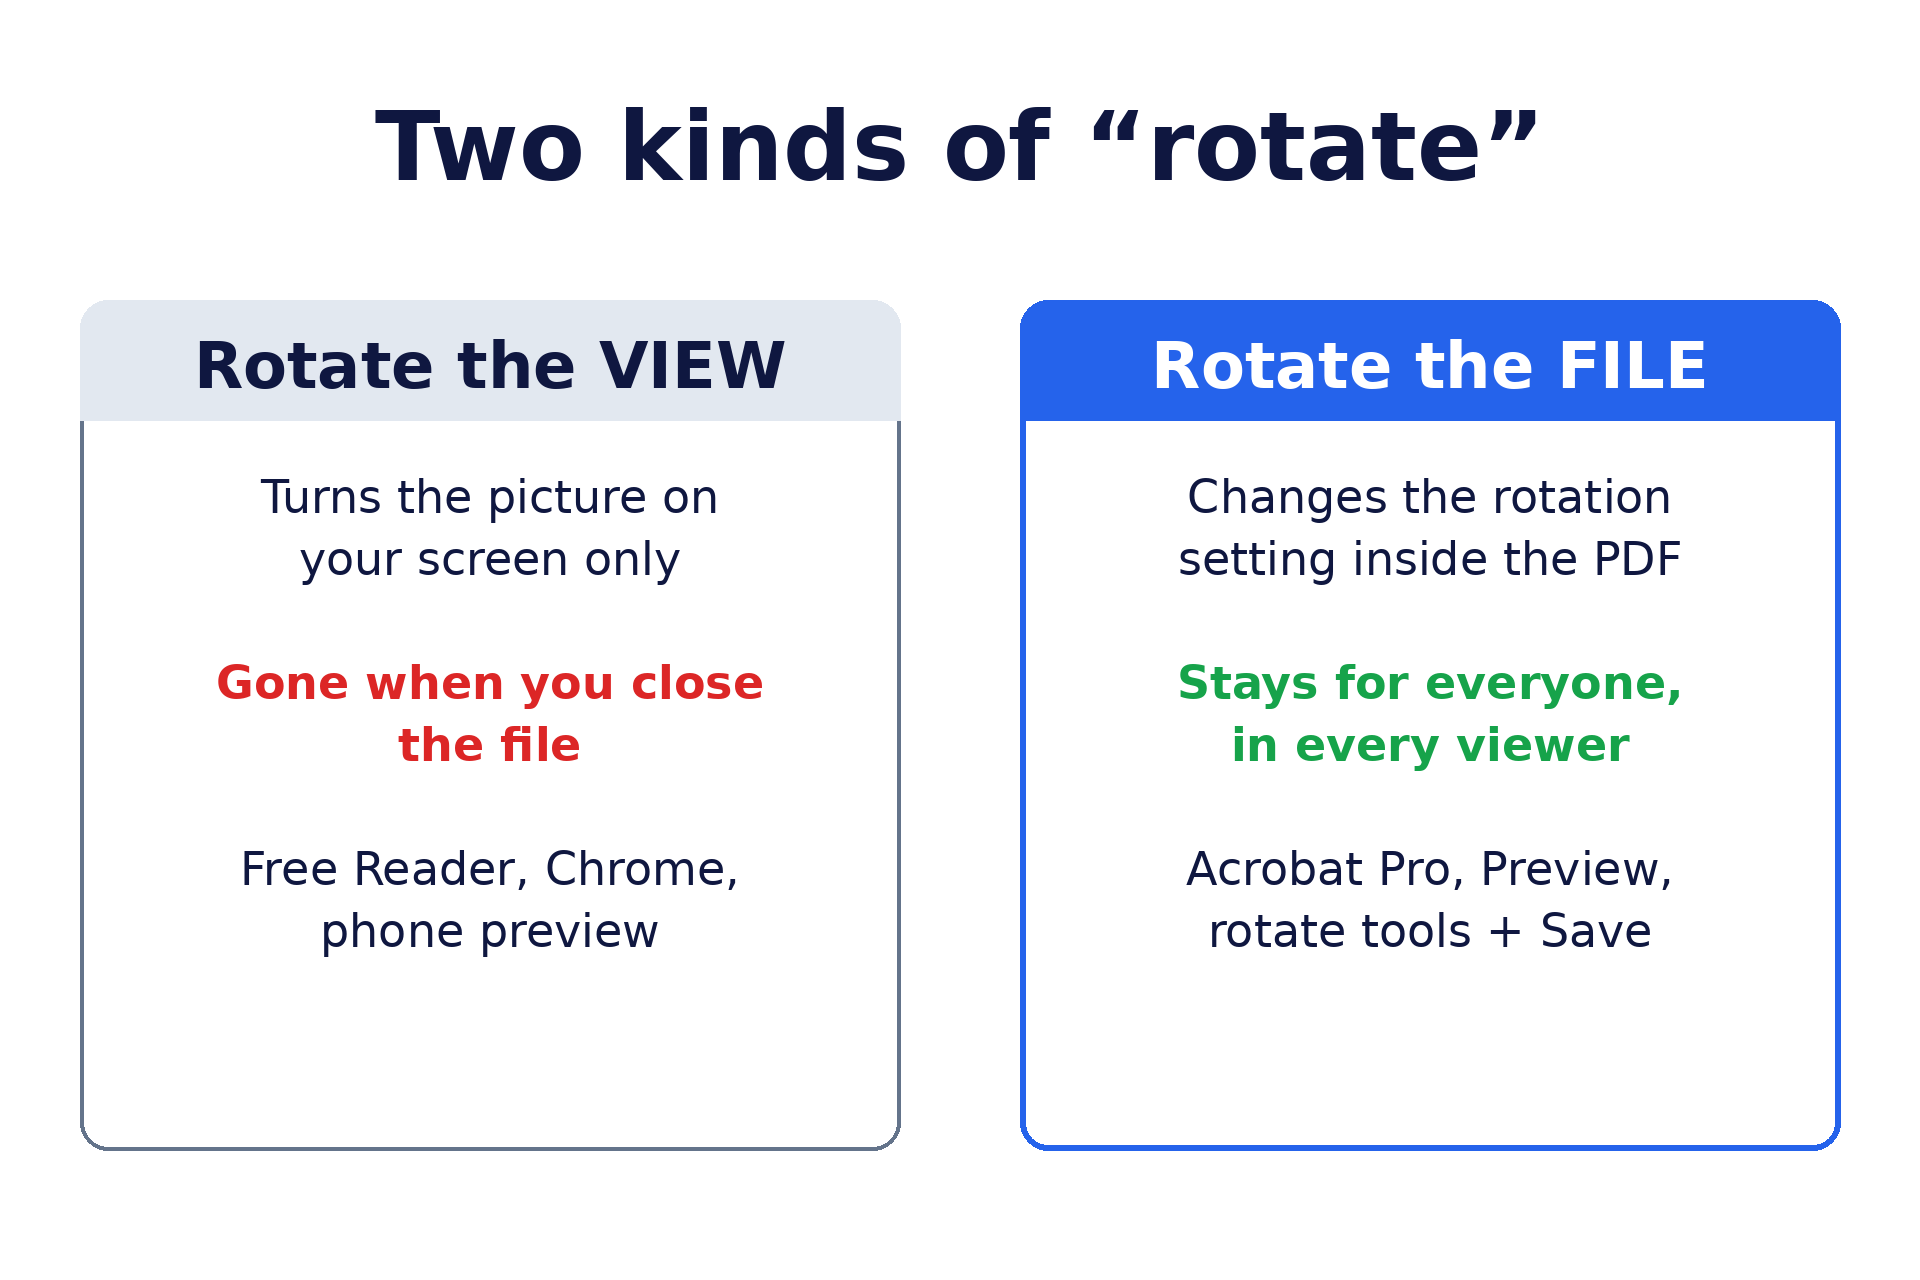 Two kinds of “rotate”
Rotate the VIEW
Turns the picture on
your screen only
Gone when you close
the file
Free Reader, Chrome,
phone preview
Rotate the FILE
Changes the rotation
setting inside the PDF
Stays for everyone,
in every viewer
Acrobat Pro, Preview,
rotate tools + Save